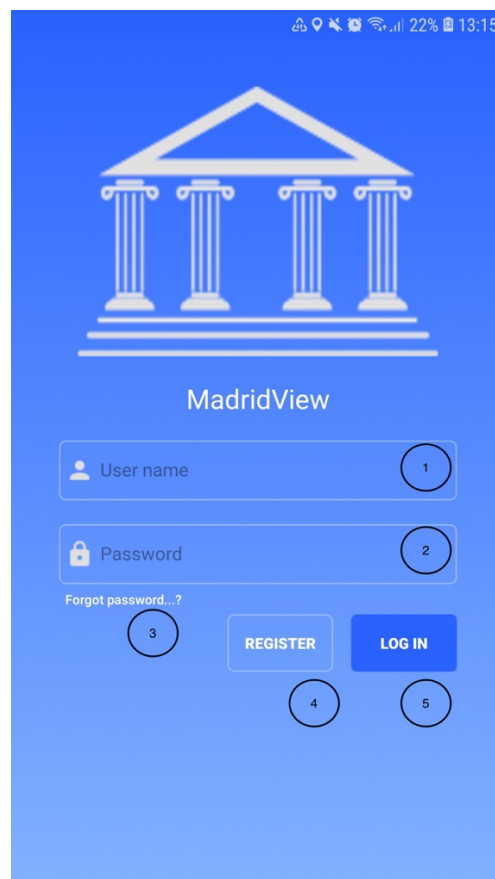 22% 13:15
MadridView
User name 1
Password 2
Forgot password...?
3
REGISTER LOG IN
4 5